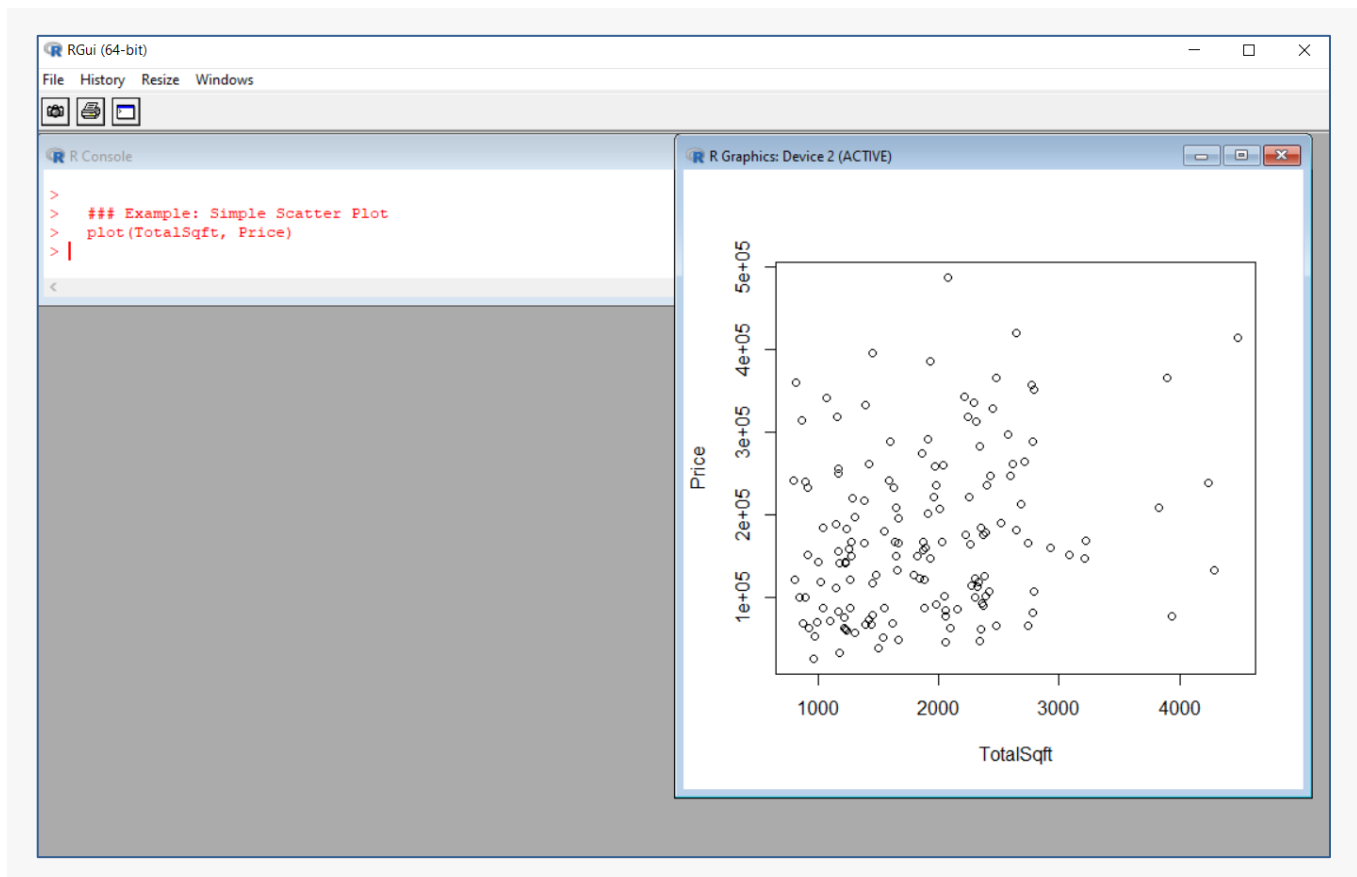 RGui (64-bit)
File History Resize Windows
R Console
>
> ### Example: Simple Scatter Plot
> plot(TotalSqft, Price)
>
R Graphics: Device 2 (ACTIVE)
5e+05
4e+05
3e+05
2e+05
1e+05
Price
1000 2000 3000 4000
TotalSqft